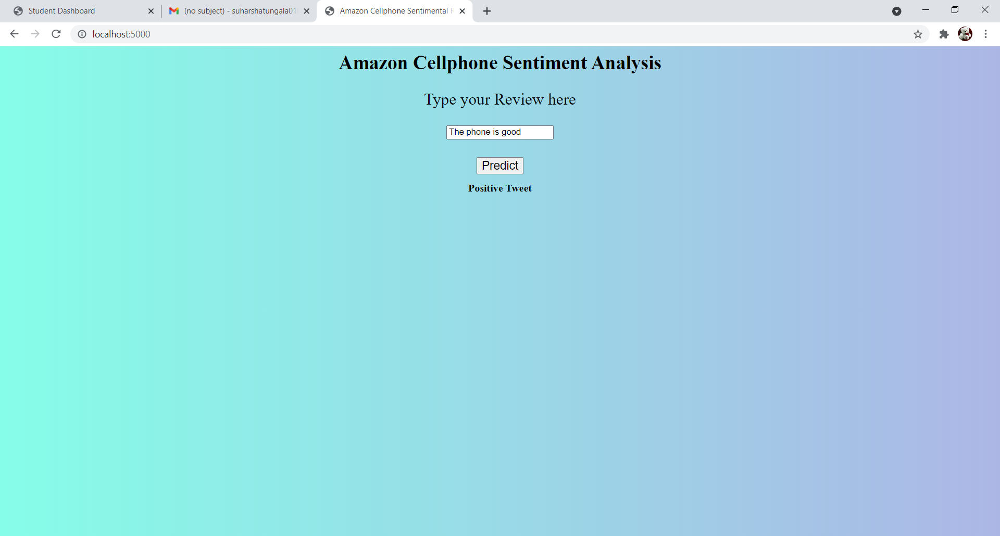 Student Dashboard
(no subject) - suharshatungala01
Amazon Cellphone Sentimental
localhost:5000
Amazon Cellphone Sentiment Analysis
Type your Review here
The phone is good
Predict
Positive Tweet